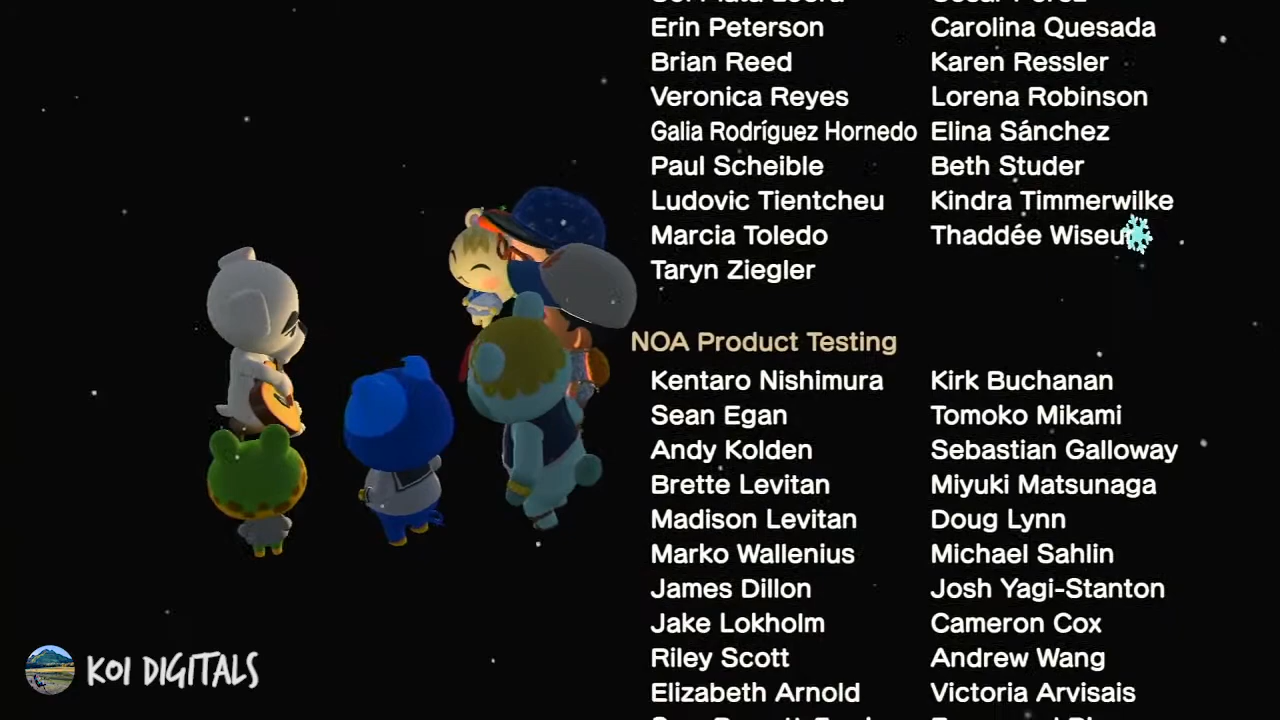 Erin Peterson Carolina Quesada
Brian Reed Karen Ressler
Veronica Reyes Lorena Robinson
Galia Rodríguez Hornedo Elina Sánchez
Paul Scheible Beth Studer
Ludovic Tientcheu Kindra Timmerwilke
Marcia Toledo Thaddée
Taryn Ziegler
NOA Product Testing
Kentaro Nishimura Kirk Buchanan
Sean Egan Tomoko Mikami
Andy Kolden Sebastian Galloway
Brette Levitan Miyuki Matsunaga
Madison Levitan Doug Lynn
Marko Wallenius Michael Sahlin
James Dillon Josh Yagi-Stanton
Jake Lokholm Cameron Cox
Riley Scott Andrew Wang
Elizabeth Arnold Victoria Arvisais
KOI DIGITALS